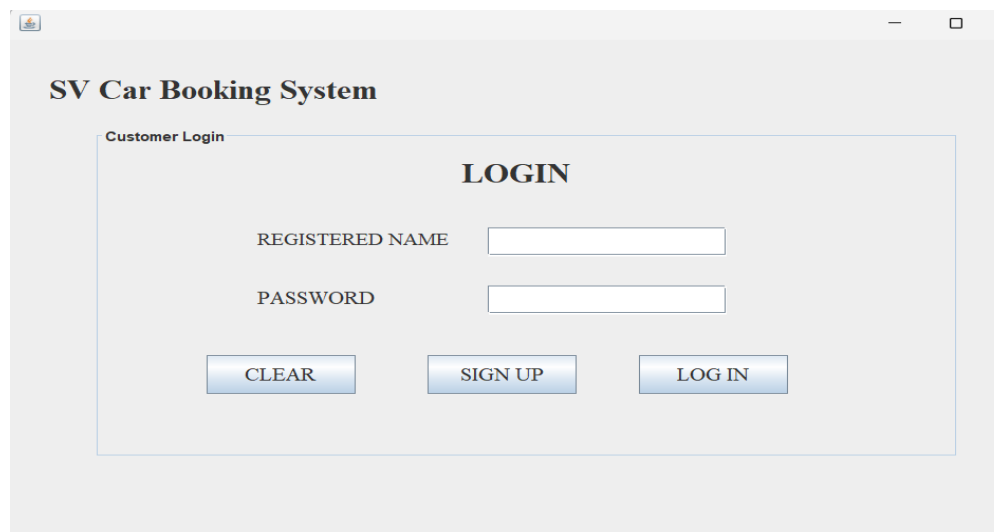 SV Car Booking System
Customer Login
LOGIN
REGISTERED NAME
PASSWORD
CLEAR SIGN UP LOG IN